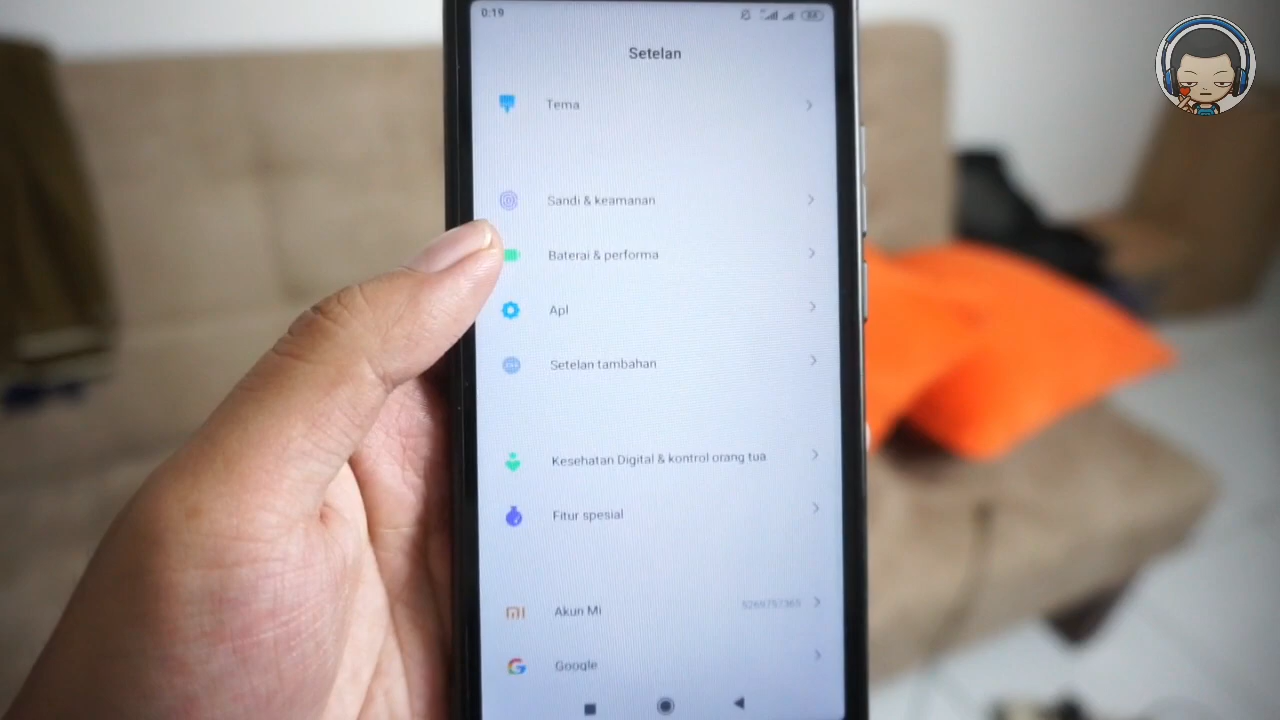 0:19
Setelan
Tema
Sandi & keamanan
Baterai & performa
Apl
Setelan tambahan
Kesehatan Digital & kontrol orang tua
Fitur spesial
Akun Mi
Google